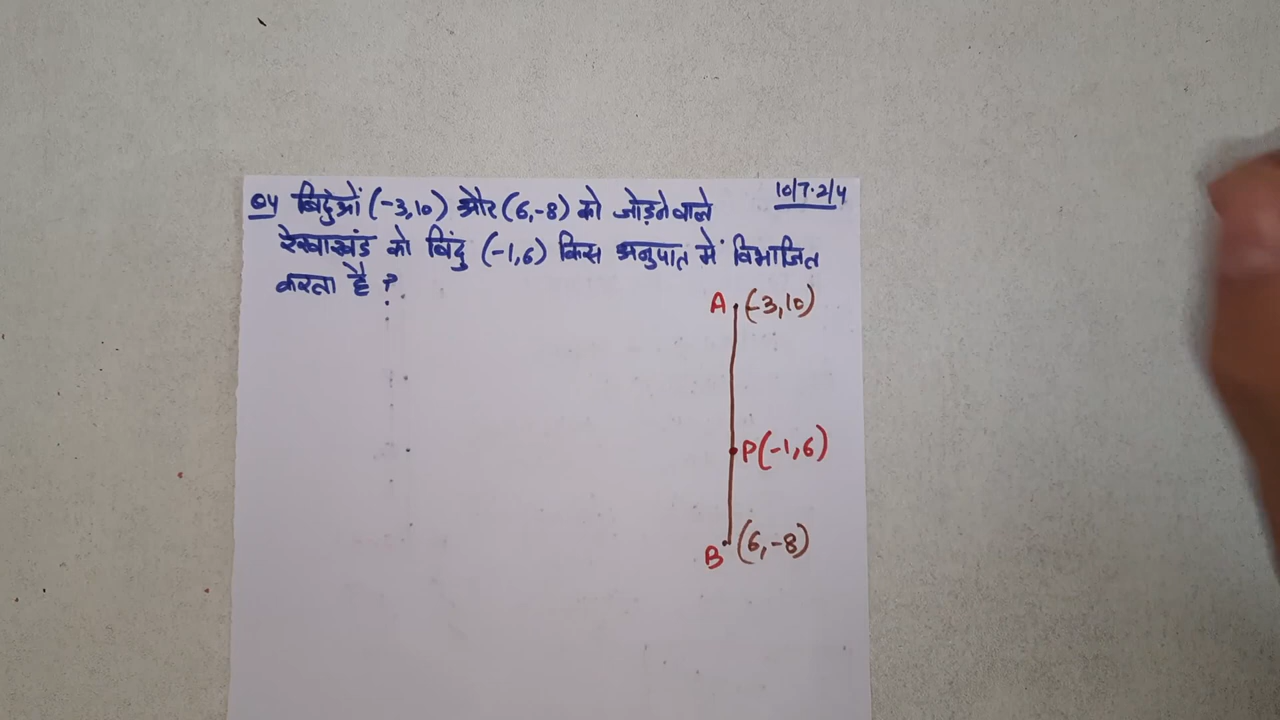 Q4 बिंदुओं (-3,10) और (6,-8) को जोड़ने वाले
10/7.2/4
रेखाखंड को बिंदु (-1,6) किस अनुपात में विभाजित
करता है ?
A (-3,10)
P(-1,6)
B (6,-8)